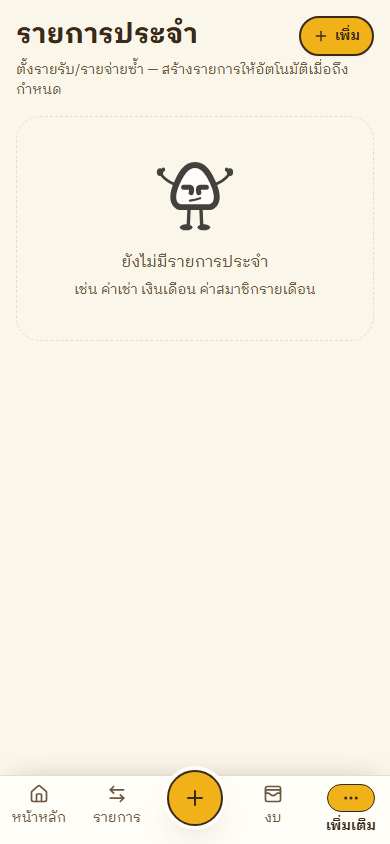 รายการประจำ
เพิ่ม
ตั้งรายรับ/รายจ่ายซ้ำ — สร้างรายการให้อัตโนมัติเมื่อถึง
กำหนด
ยังไม่มีรายการประจำ
เช่น ค่าเช่า เงินเดือน ค่าสมาชิกรายเดือน
หน้าหลัก
รายการ
งบ
เพิ่มเติม